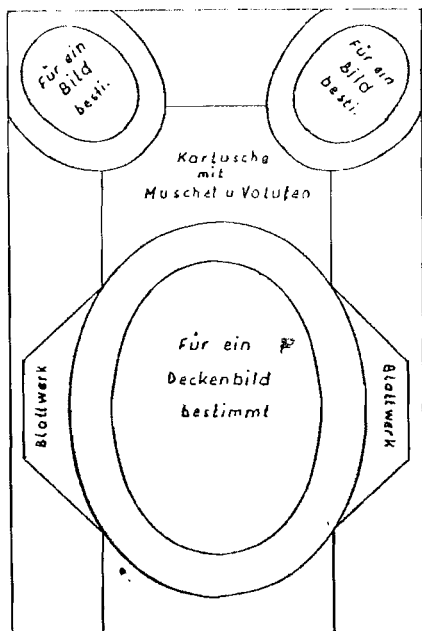 Für ein
Bild
besti.
Für ein
Bild
besti.
Kartusche
mit
Muschel u Voluten
Für ein
Deckenbild
bestimmt
Blattwerk
Blattwerk